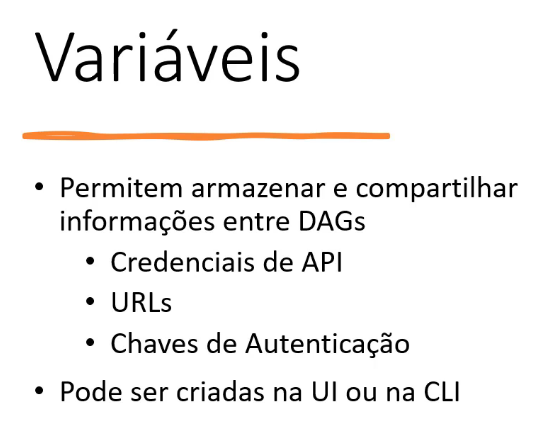 Variáveis
• Permitem armazenar e compartilhar
informações entre DAGs
• Credenciais de API
• URLs
• Chaves de Autenticação
• Pode ser criadas na UI ou na CLI